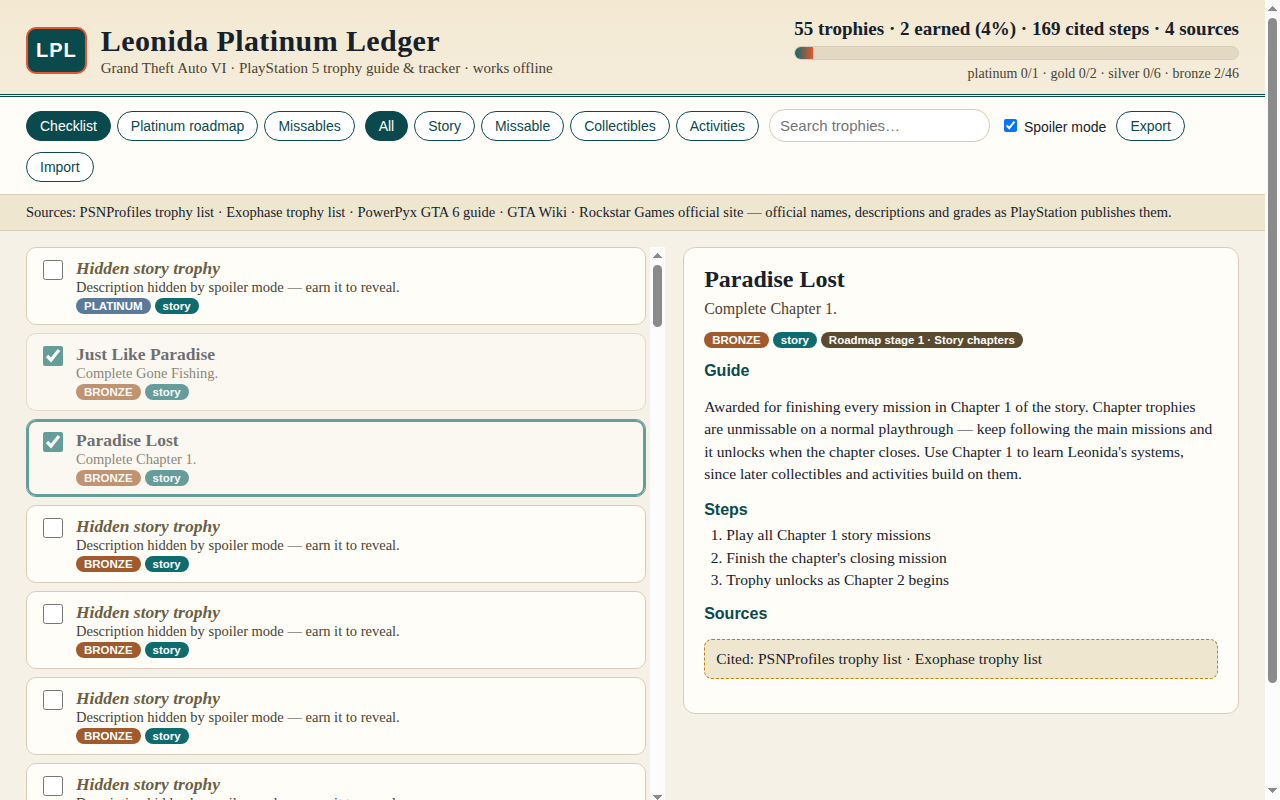 LPL
Leonida Platinum Ledger
Grand Theft Auto VI · PlayStation 5 trophy guide & tracker · works offline
55 trophies · 2 earned (4%) · 169 cited steps · 4 sources
platinum 0/1 · gold 0/2 · silver 0/6 · bronze 2/46
Checklist Platinum roadmap Missables All Story Missable Collectibles Activities Search trophies… Spoiler mode Export
Import
Sources: PSNProfiles trophy list · Exophase trophy list · PowerPyx GTA 6 guide · GTA Wiki · Rockstar Games official site — official names, descriptions and grades as PlayStation publishes them.
Hidden story trophy
Description hidden by spoiler mode — earn it to reveal.
PLATINUM story
Just Like Paradise
Complete Gone Fishing.
BRONZE story
Paradise Lost
Complete Chapter 1.
BRONZE story
Hidden story trophy
Description hidden by spoiler mode — earn it to reveal.
BRONZE story
Hidden story trophy
Description hidden by spoiler mode — earn it to reveal.
BRONZE story
Hidden story trophy
Description hidden by spoiler mode — earn it to reveal.
BRONZE story
Hidden story trophy
Paradise Lost
Complete Chapter 1.
BRONZE story Roadmap stage 1 · Story chapters
Guide
Awarded for finishing every mission in Chapter 1 of the story. Chapter trophies
are unmissable on a normal playthrough — keep following the main missions and
it unlocks when the chapter closes. Use Chapter 1 to learn Leonida's systems,
since later collectibles and activities build on them.
Steps
1. Play all Chapter 1 story missions
2. Finish the chapter's closing mission
3. Trophy unlocks as Chapter 2 begins
Sources
Cited: PSNProfiles trophy list · Exophase trophy list